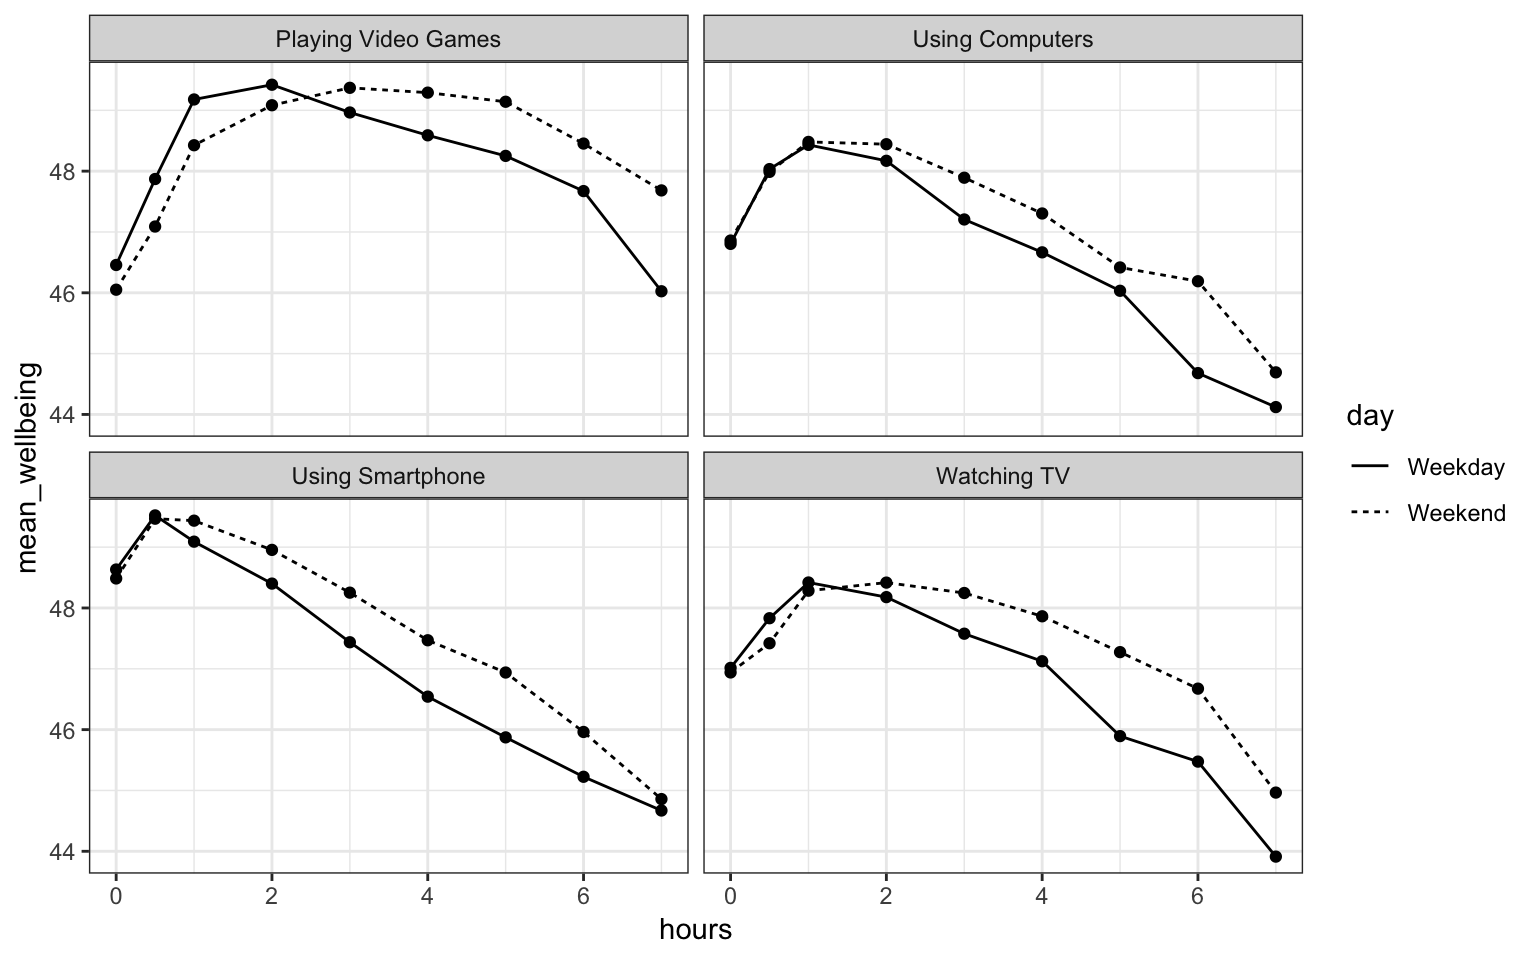 Playing Video Games
Using Computers
48
46
44
Using Smartphone
Watching TV
48
46
44
0 2 4 6
0 2 4 6
hours
mean_wellbeing
day
Weekday
Weekend